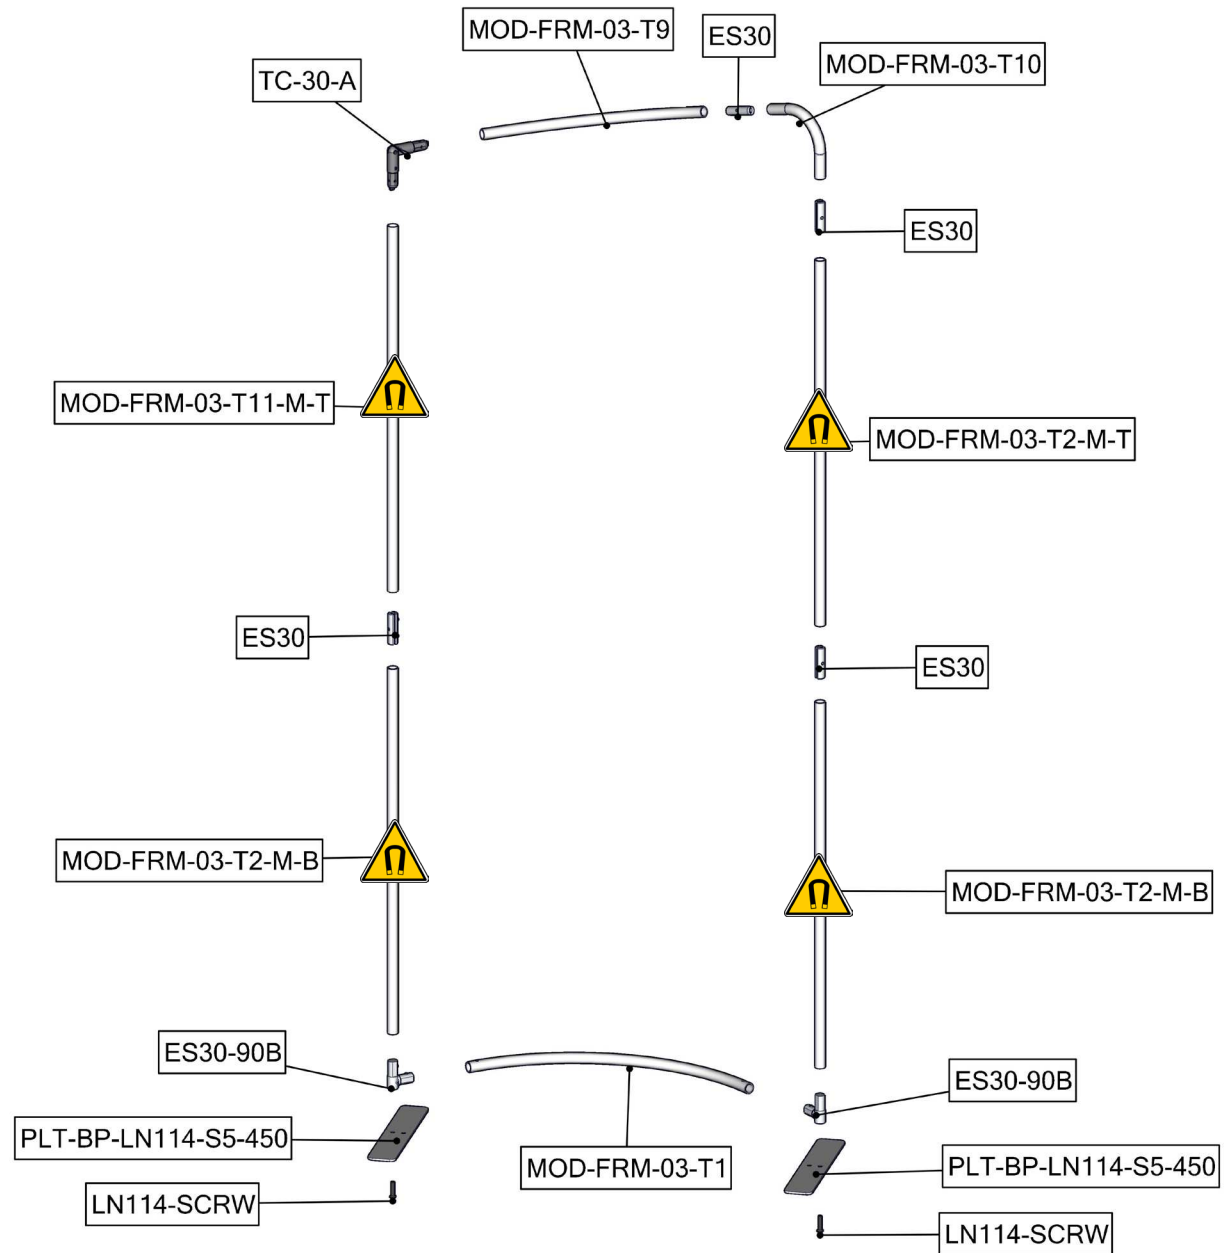 MOD-FRM-03-T9
ES30
MOD-FRM-03-T10
TC-30-A
ES30
MOD-FRM-03-T11-M-T
MOD-FRM-03-T2-M-T
ES30
ES30
MOD-FRM-03-T2-M-B
MOD-FRM-03-T2-M-B
ES30-90B
ES30-90B
PLT-BP-LN114-S5-450
MOD-FRM-03-T1
PLT-BP-LN114-S5-450
LN114-SCRW
LN114-SCRW